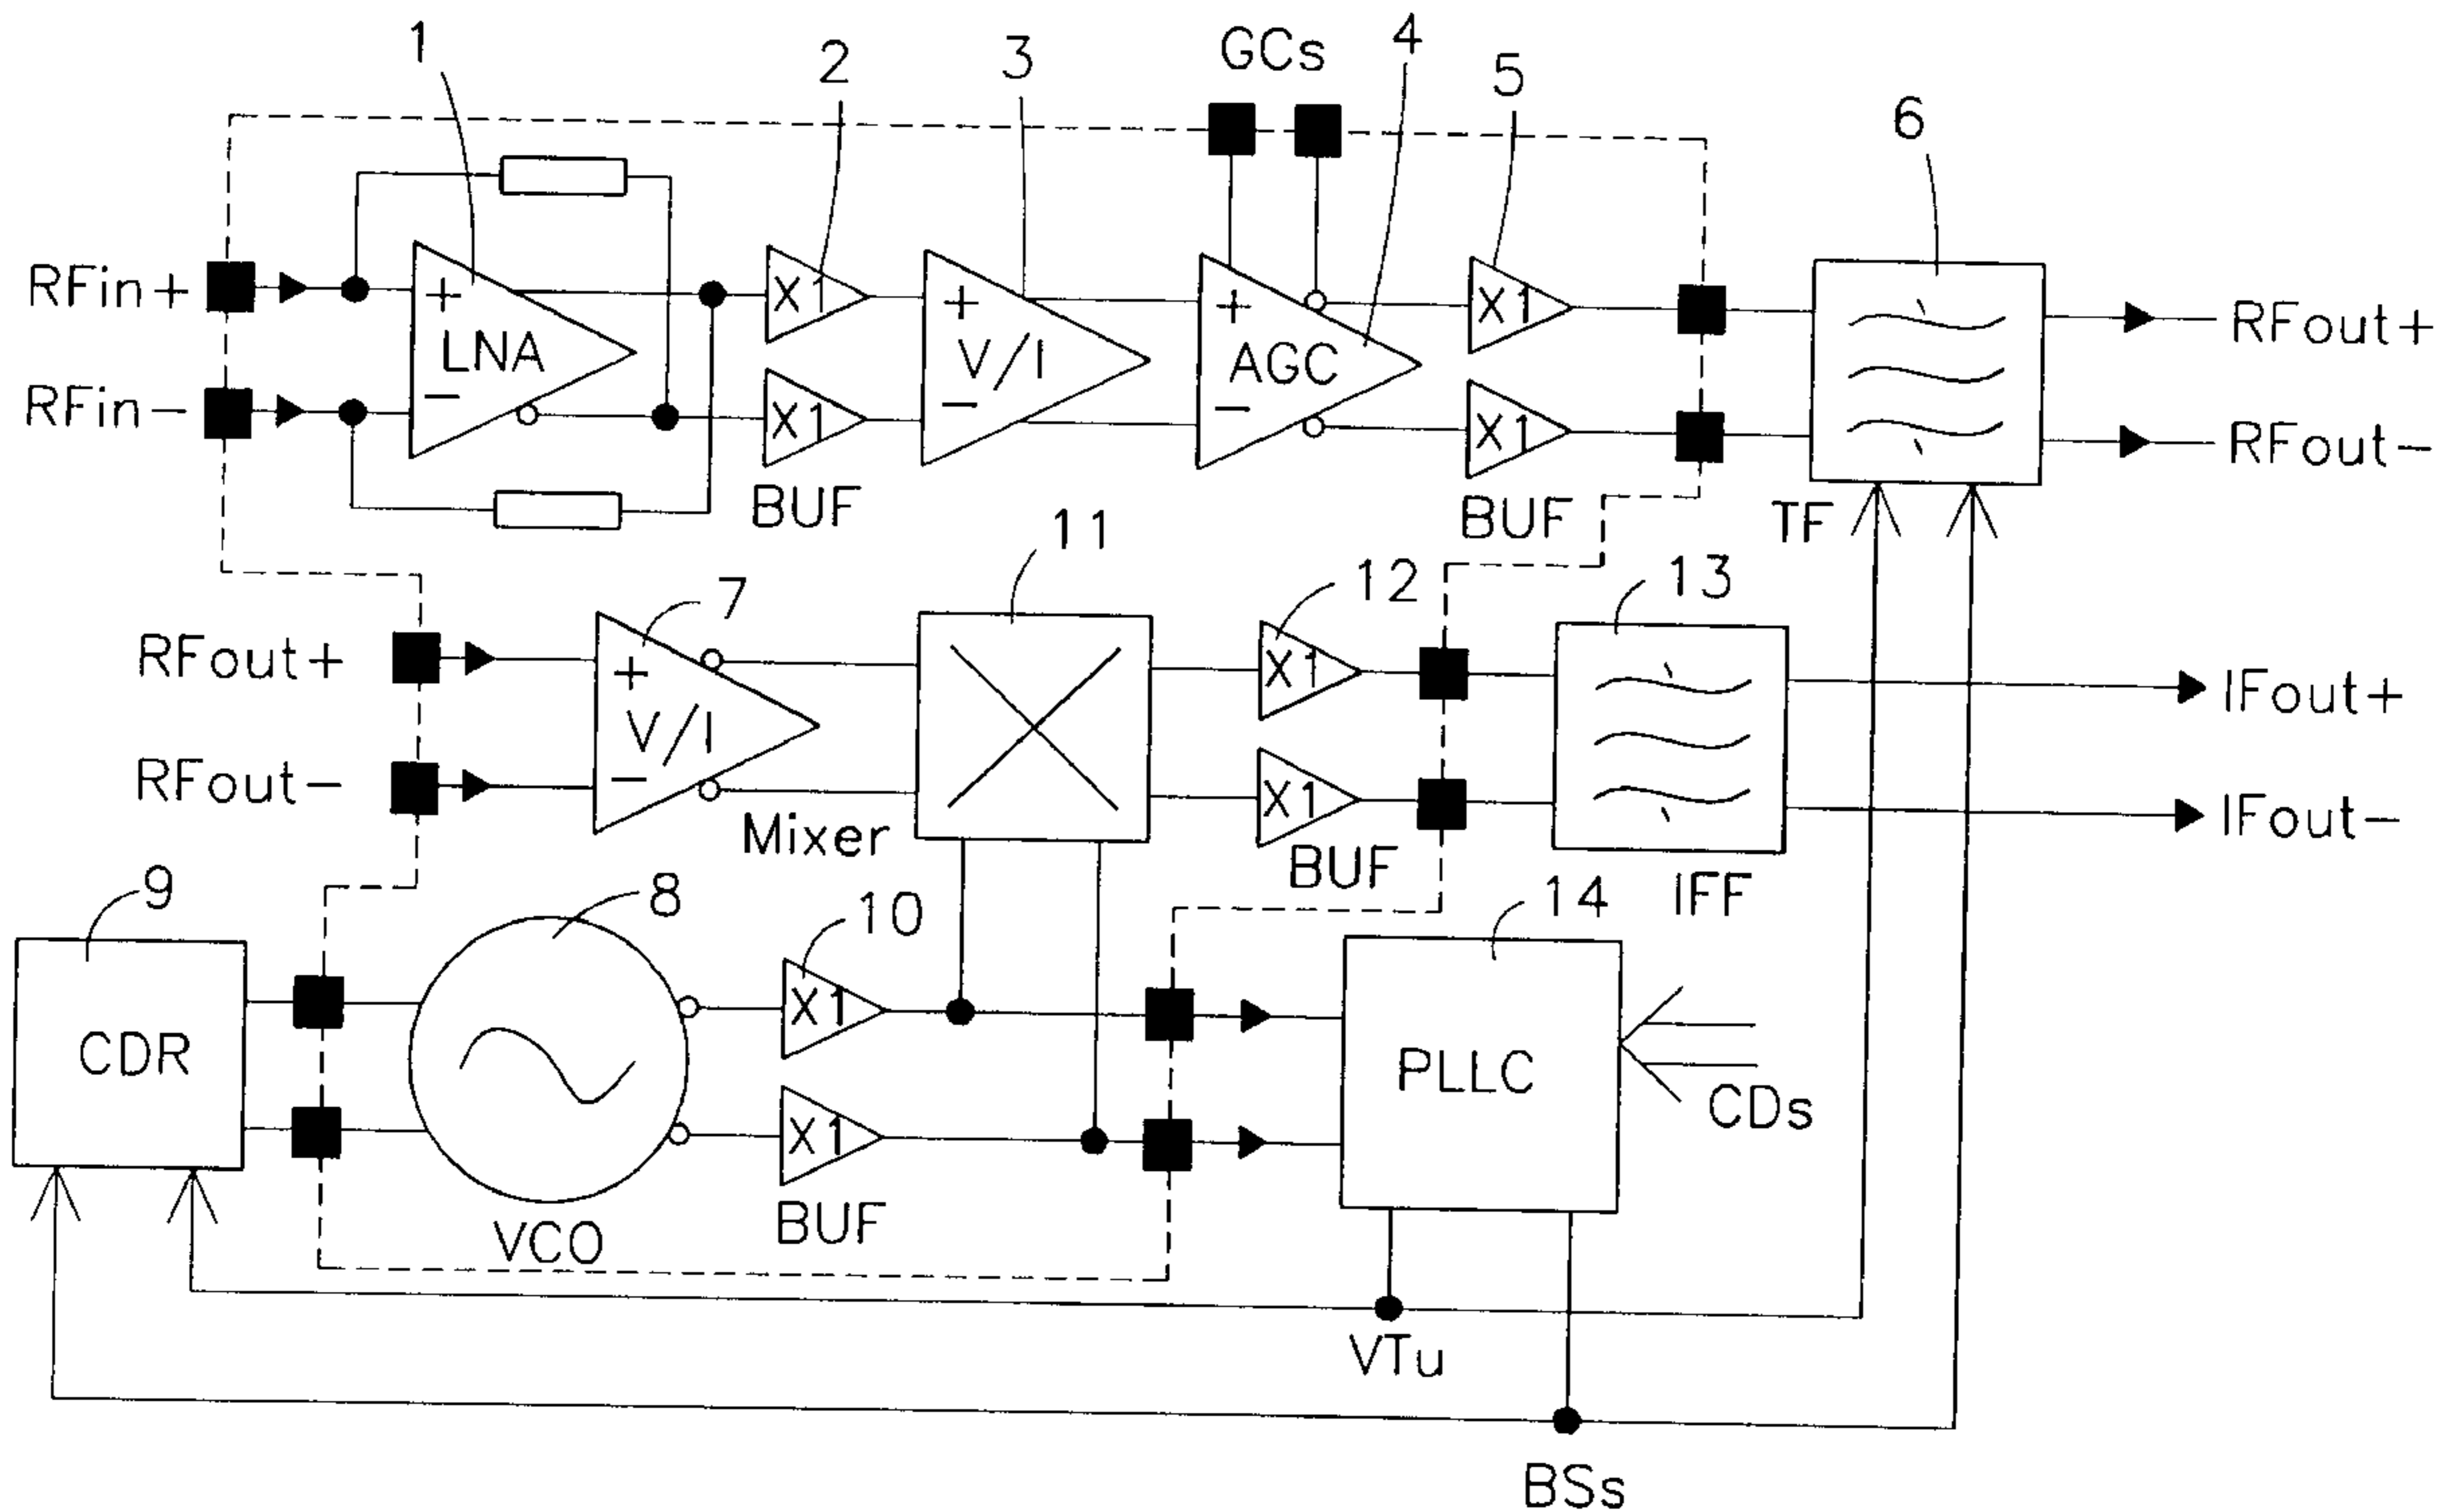 1
2
3
GCs
4
5
6
RFin+
+
LNA
−
X1
+
V/I
−
+
AGC
−
X1
RFout+
RFin−
X1
BUF
X1
BUF
TF
RFout−
7
11
12
13
RFout+
+
V/I
−
X1
IFout+
RFout−
Mixer
X1
BUF
IFF
IFout−
9
8
10
14
CDR
VCO
X1
X1
BUF
PLLC
CDs
VTu
BSs